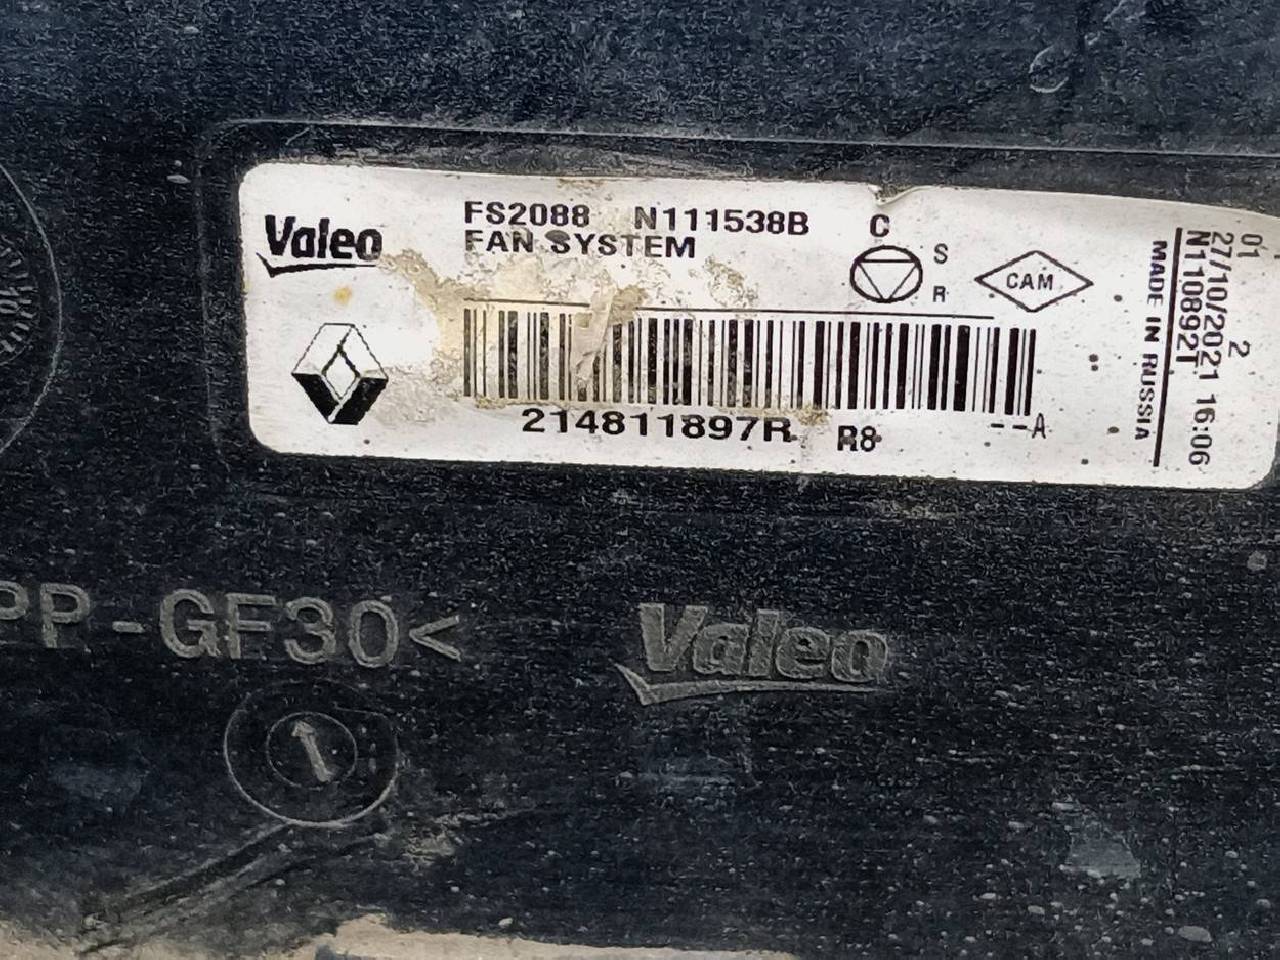 Valeo
FS2088 N111538B
FAN SYSTEM
C
S
R
CAM
214811897R R8 --A
01 2
27/10/2021 16:06
N110892T
MADE IN RUSSIA
PP-GF30<
Valeo